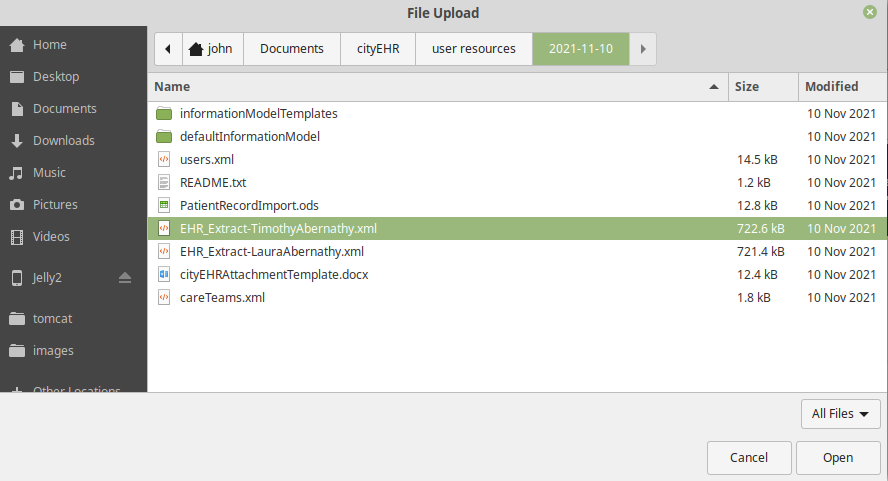 File Upload
Home
Desktop
Documents
Downloads
Music
Pictures
Videos
Jelly2
tomcat
images
Other Locations
john Documents cityEHR user resources 2021-11-10
Name Size Modified
informationModelTemplates 10 Nov 2021
defaultInformationModel 10 Nov 2021
users.xml 14.5 kB 10 Nov 2021
README.txt 1.2 kB 10 Nov 2021
PatientRecordImport.ods 12.8 kB 10 Nov 2021
EHR_Extract-TimothyAbernathy.xml 722.6 kB 10 Nov 2021
EHR_Extract-LauraAbernathy.xml 721.4 kB 10 Nov 2021
cityEHRAttachmentTemplate.docx 12.4 kB 10 Nov 2021
careTeams.xml 1.8 kB 10 Nov 2021
All Files
Cancel Open